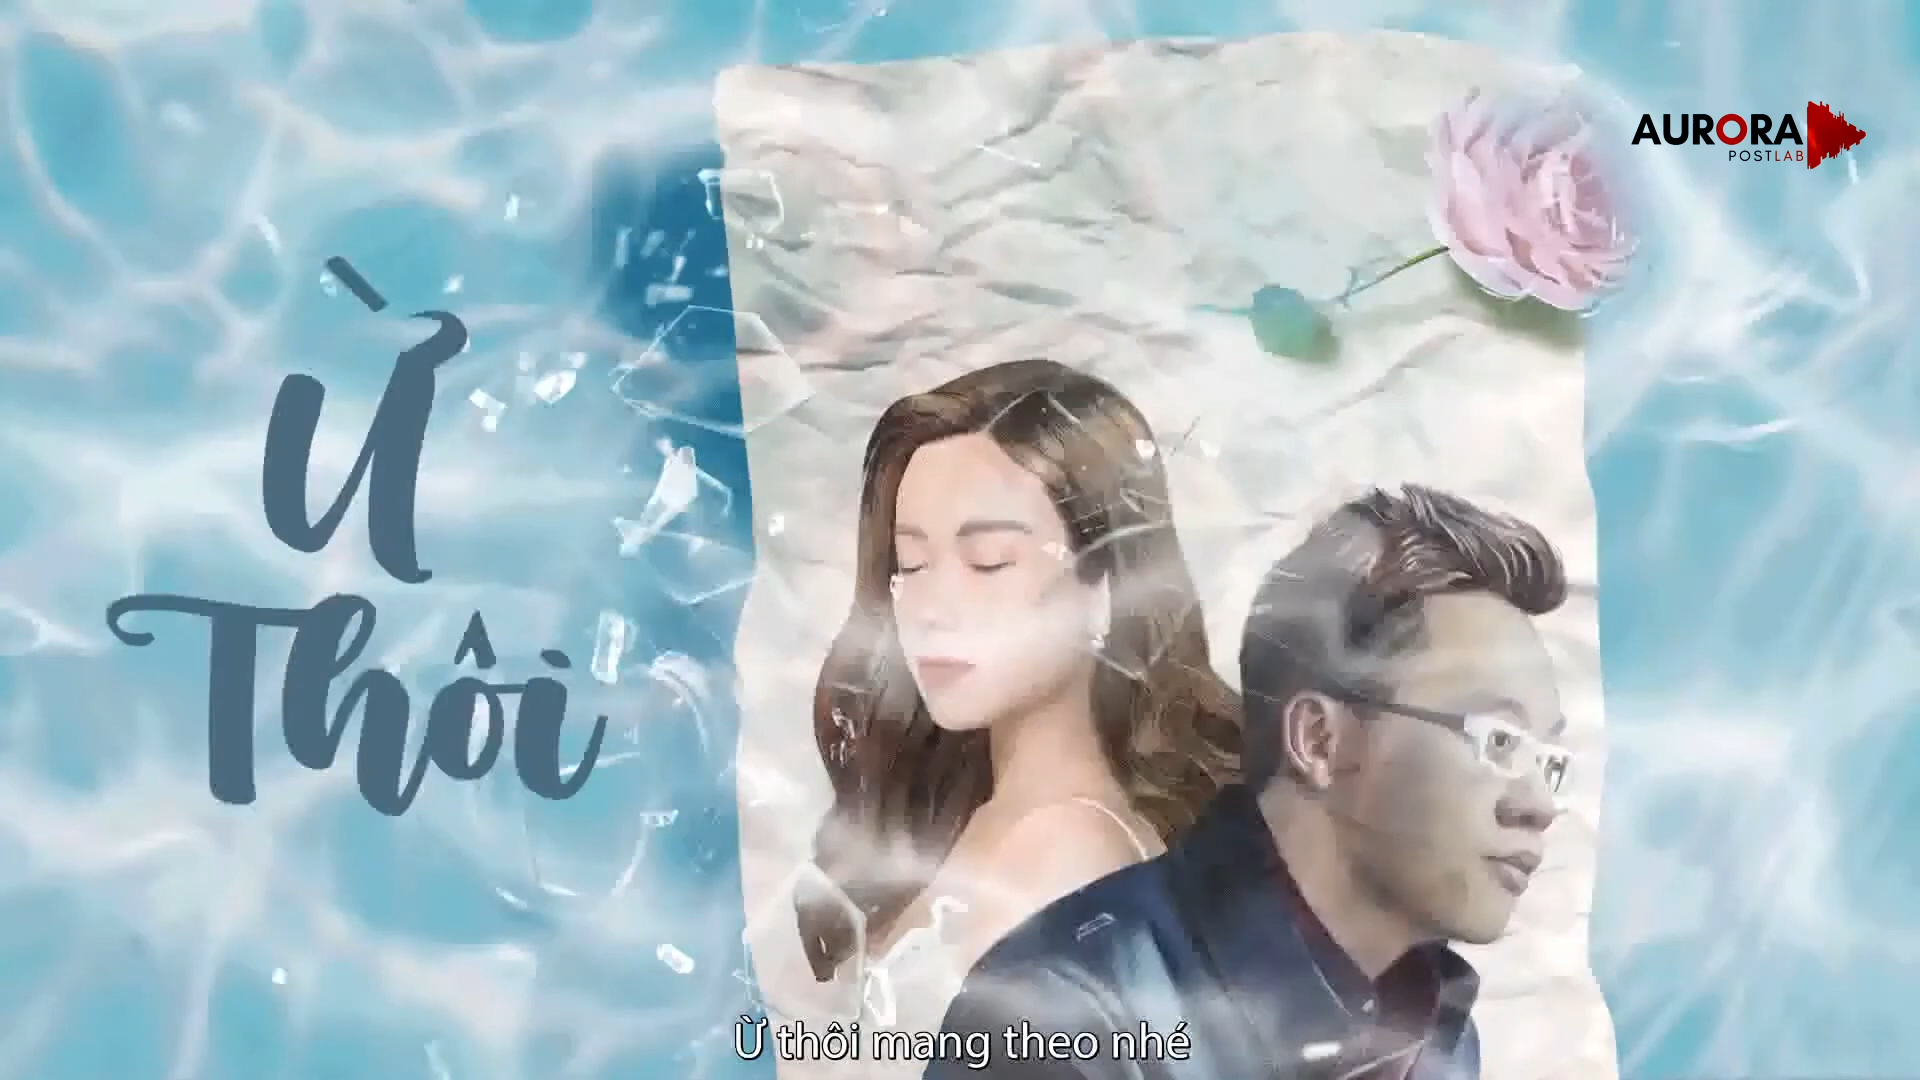 Ừ
Thôi
AURORA
POSTLAB
Ừ thôi mang theo nhé